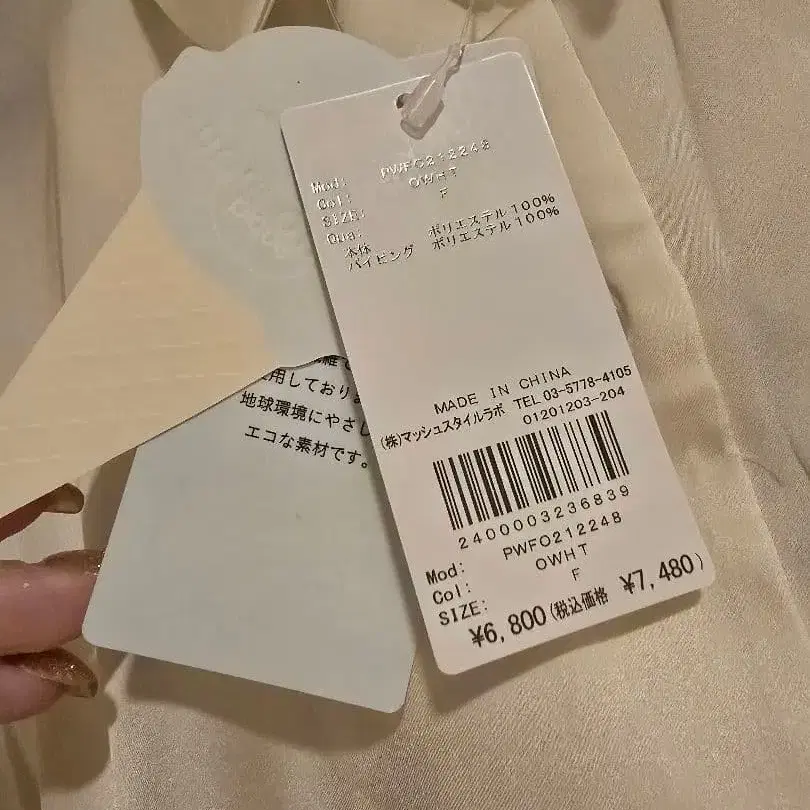 Mod: PWFO212248
Col: OWHT
SIZE: F
Qua:
本体 ポリエステル100%
パイピング ポリエステル100%
MADE IN CHINA
(株)マッシュスタイルラボ TEL 03-5778-4105
01201203-204
2400003236839
Mod: PWFO212248
Col: OWHT
SIZE: F
¥6,800(税込価格 ¥7,480)
用しており
地球環境にやさし
エコな素材です。